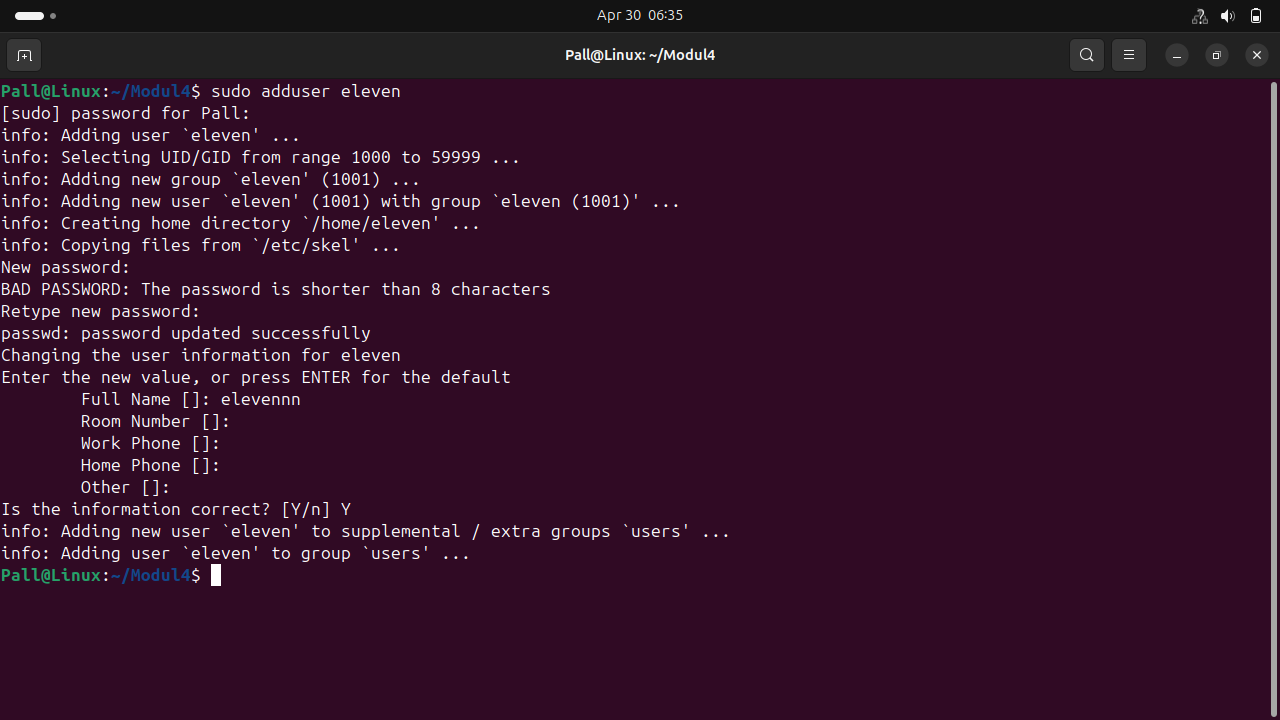 Apr 30  06:35
Pall@Linux: ~/Modul4
Pall@Linux:~/Modul4$ sudo adduser eleven
[sudo] password for Pall:
info: Adding user `eleven' ...
info: Selecting UID/GID from range 1000 to 59999 ...
info: Adding new group `eleven' (1001) ...
info: Adding new user `eleven' (1001) with group `eleven (1001)' ...
info: Creating home directory `/home/eleven' ...
info: Copying files from `/etc/skel' ...
New password:
BAD PASSWORD: The password is shorter than 8 characters
Retype new password:
passwd: password updated successfully
Changing the user information for eleven
Enter the new value, or press ENTER for the default
        Full Name []: elevennn
        Room Number []:
        Work Phone []:
        Home Phone []:
        Other []:
Is the information correct? [Y/n] Y
info: Adding new user `eleven' to supplemental / extra groups `users' ...
info: Adding user `eleven' to group `users' ...
Pall@Linux:~/Modul4$